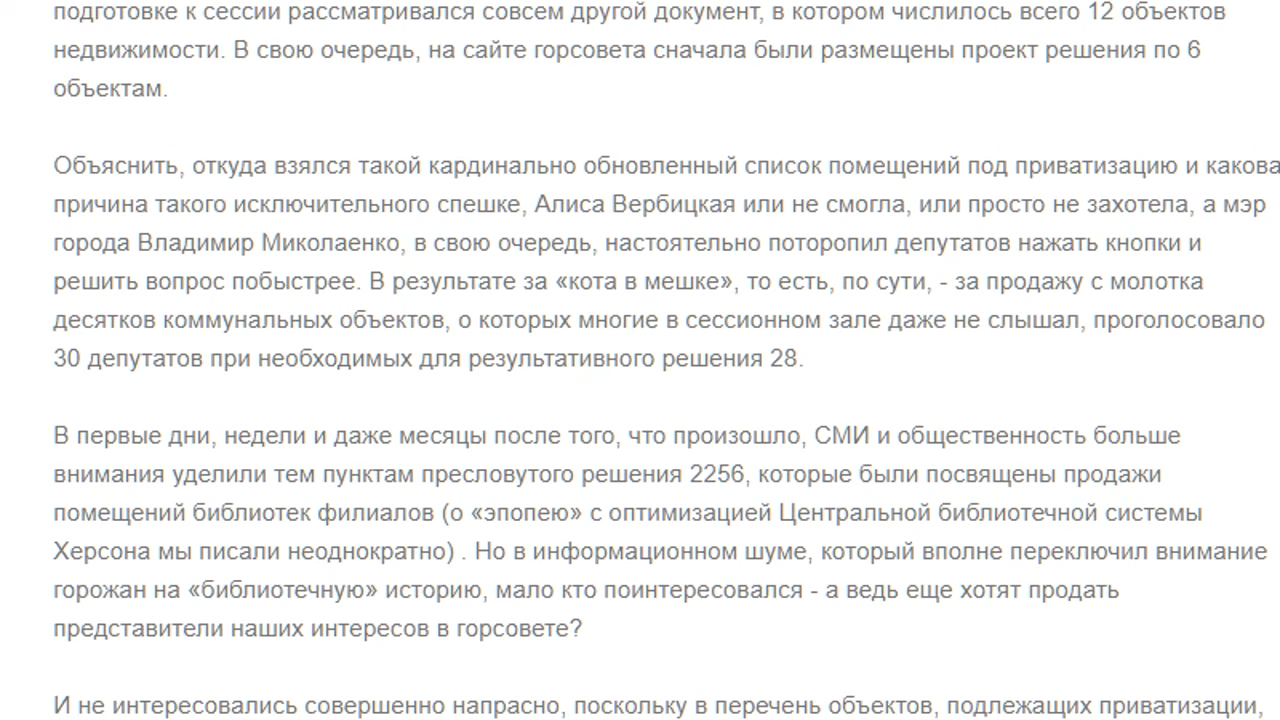 подготовке к сессии рассматривался совсем другой документ, в котором числилось всего 12 объектов
недвижимости. В свою очередь, на сайте горсовета сначала были размещены проект решения по 6
объектам.
Объяснить, откуда взялся такой кардинально обновленный список помещений под приватизацию и какова
причина такого исключительного спешке, Алиса Вербицкая или не смогла, или просто не захотела, а мэр
города Владимир Миколаенко, в свою очередь, настоятельно поторопил депутатов нажать кнопки и
решить вопрос побыстрее. В результате за «кота в мешке», то есть, по сути, - за продажу с молотка
десятков коммунальных объектов, о которых многие в сессионном зале даже не слышал, проголосовало
30 депутатов при необходимых для результативного решения 28.
В первые дни, недели и даже месяцы после того, что произошло, СМИ и общественность больше
внимания уделили тем пунктам пресловутого решения 2256, которые были посвящены продажи
помещений библиотек филиалов (о «эпопею» с оптимизацией Центральной библиотечной системы
Херсона мы писали неоднократно) . Но в информационном шуме, который вполне переключил внимание
горожан на «библиотечную» историю, мало кто поинтересовался - а ведь еще хотят продать
представители наших интересов в горсовете?
И не интересовались совершенно напрасно, поскольку в перечень объектов, подлежащих приватизации,